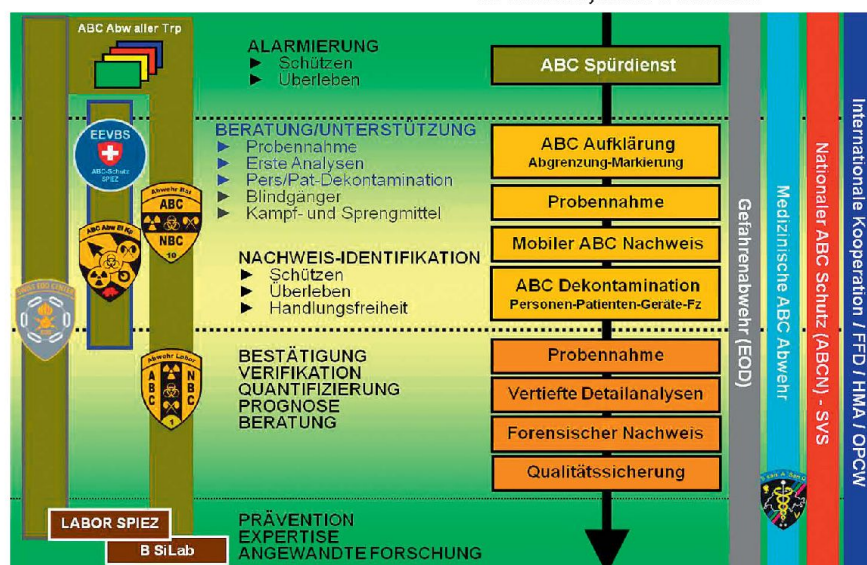 ABC Abw aller Trp
ALARMIERUNG
► Schützen
► Überleben
ABC Spürdienst
EEVBS
ABC-Schutz
SPIEZ
BERATUNG/UNTERSTÜTZUNG
► Probennahme
► Erste Analysen
► Pers/Pat-Dekontamination
► Blindgänger
► Kampf- und Sprengmittel
ABC Aufklärung
Abgrenzung-Markierung
Probennahme
Mobiler ABC Nachweis
Abwehr Bat
ABC
NBC
10
ABC Abw
NACHWEIS-IDENTIFIKATION
► Schützen
► Überleben
► Handlungsfreiheit
ABC Dekontamination
Personen-Patienten-Geräte-Fz
Abwehr Labor
ABC
NBC
1
BESTÄTIGUNG
VERIFIKATION
QUANTIFIZIERUNG
PROGNOSE
BERATUNG
Probennahme
Vertiefte Detailanalysen
Forensischer Nachweis
Qualitätssicherung
LABOR SPIEZ
B SiLab
PRÄVENTION
EXPERTISE
ANGEWANDTE FORSCHUNG
Gefahrenabwehr (EOD)
Medizinische ABC Abwehr
Nationaler ABC Schutz (ABCN) - SVS
Internationale Kooperation / FFD / HMA / OPCW